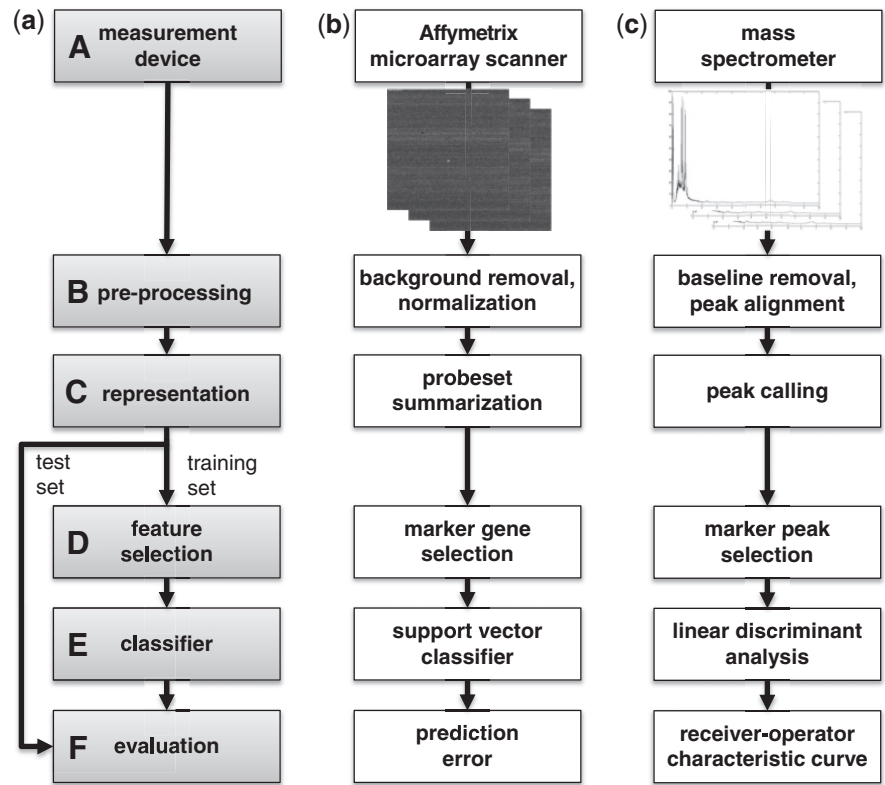 (a)
A measurement
device
B pre-processing
C representation
test
set
training
set
D feature
selection
E classifier
F evaluation
(b)
Affymetrix
microarray scanner
background removal,
normalization
probeset
summarization
marker gene
selection
support vector
classifier
prediction
error
(c)
mass
spectrometer
baseline removal,
peak alignment
peak calling
marker peak
selection
linear discriminant
analysis
receiver-operator
characteristic curve